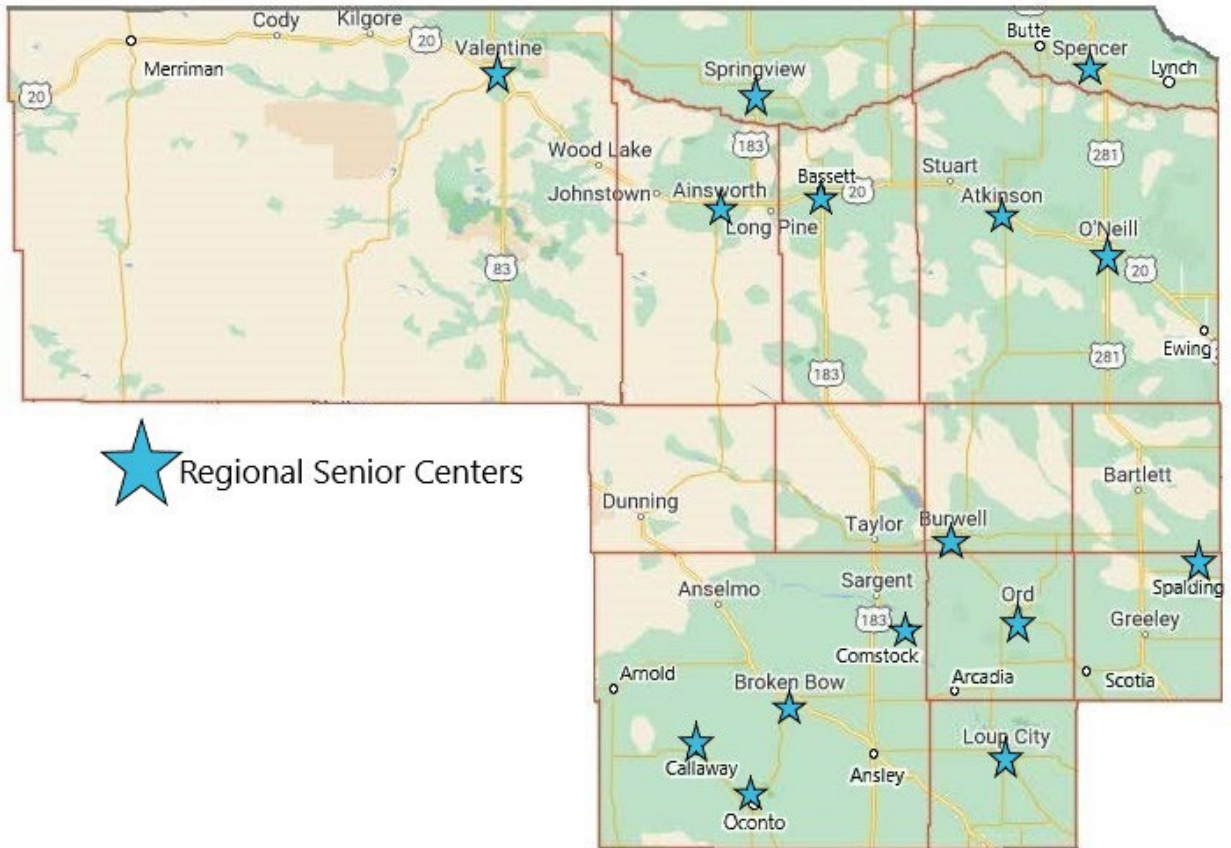 Cody
Kilgore
20
Valentine
Merriman
20
Butte
Spencer
Lynch
Springview
183
Wood Lake
Johnstown
Ainsworth
Long Pine
Bassett
20
Stuart
Atkinson
281
O'Neill
20
Ewing
83
183
281
Regional Senior Centers
Dunning
Taylor
Burwell
Bartlett
Anselmo
Sargent
183
Comstock
Ord
Spalding
Greeley
Arnold
Broken Bow
Arcadia
Scotia
Callaway
Oconto
Ansley
Loup City